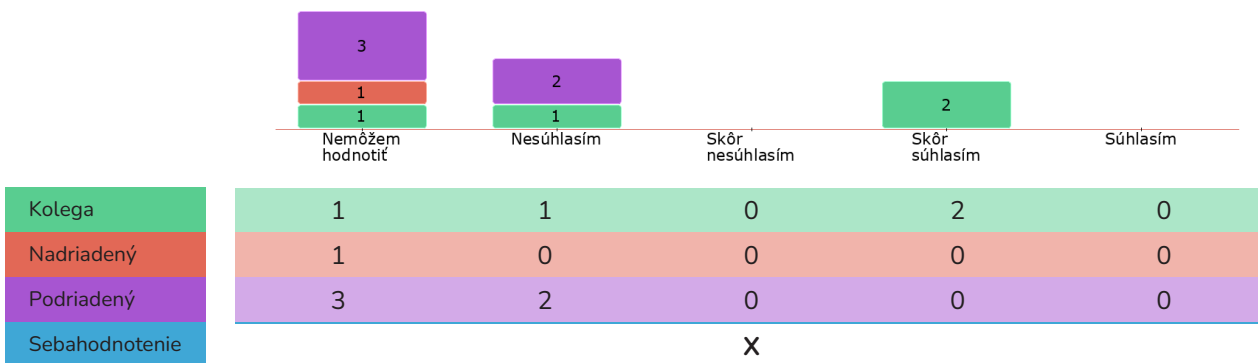 3
1
1
2
1
2
Nemôžem
hodnotiť
Nesúhlasím
Skôr
nesúhlasím
Skôr
súhlasím
Súhlasím
Kolega 1 1 0 2 0
Nadriadený 1 0 0 0 0
Podriadený 3 2 0 0 0
Sebahodnotenie x